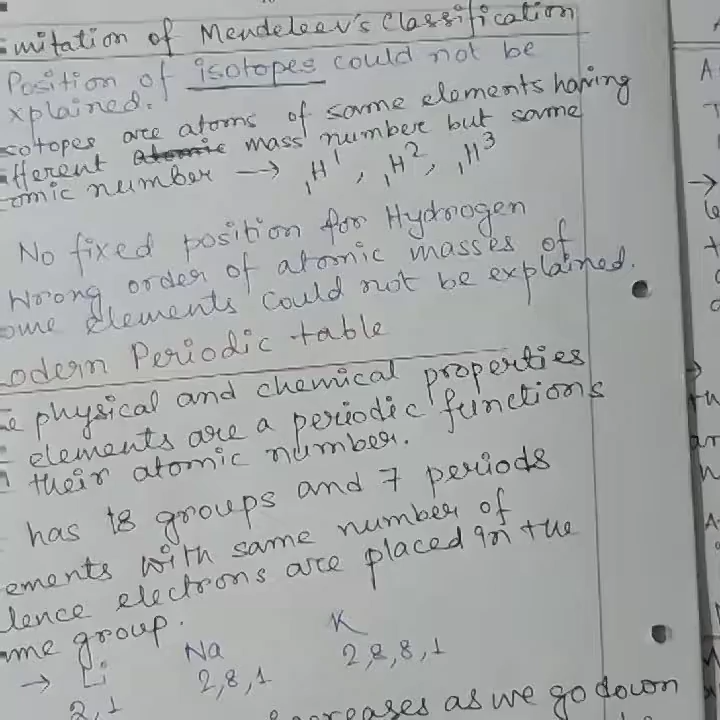 imitation of Mendeleev's Classification
Position of isotopes could not be
xplained.
sotopes are atoms of same elements having
fferent atomic mass number but same
omic number → ₁H¹, ₁H², ₁H³
No fixed position for Hydrogen
Wrong order of atomic masses of
ome elements could not be explained.
odern Periodic table
e physical and chemical properties
elements are a periodic functions
their atomic number.
has 18 groups and 7 periods
ements with same number of
lence electrons are placed in the
me group.
→ Li Na K
2,1 2,8,1 2,8,8,1
creases as we go down